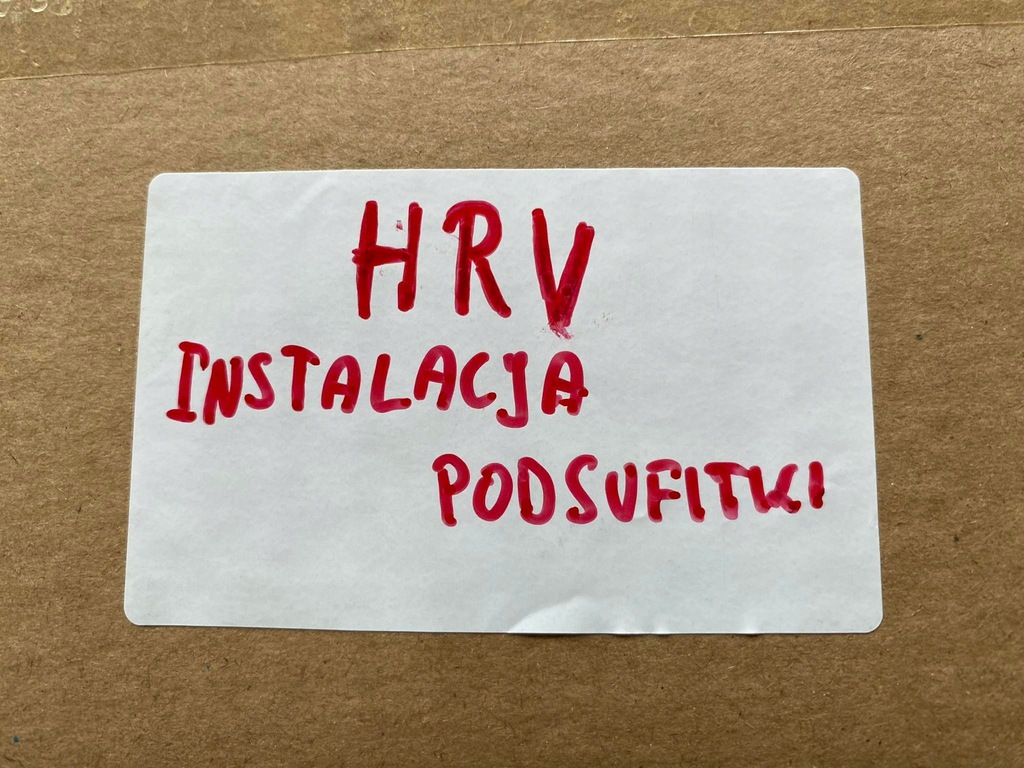 HRV
INSTALACJA
PODSUFITKI